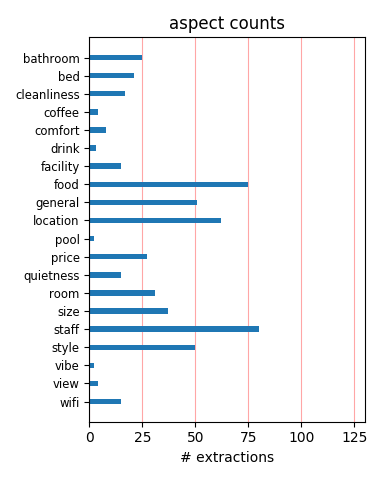 aspect counts
bathroom
bed
cleanliness
coffee
comfort
drink
facility
food
general
location
pool
price
quietness
room
size
staff
style
vibe
view
wifi
0 25 50 75 100 125
# extractions